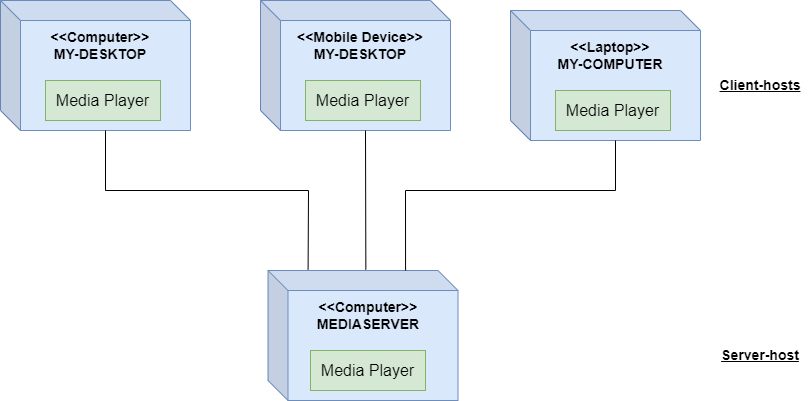 <<Computer>>
MY-DESKTOP
Media Player
<<Mobile Device>>
MY-DESKTOP
Media Player
<<Laptop>>
MY-COMPUTER
Media Player
Client-hosts
<<Computer>>
MEDIASERVER
Media Player
Server-host